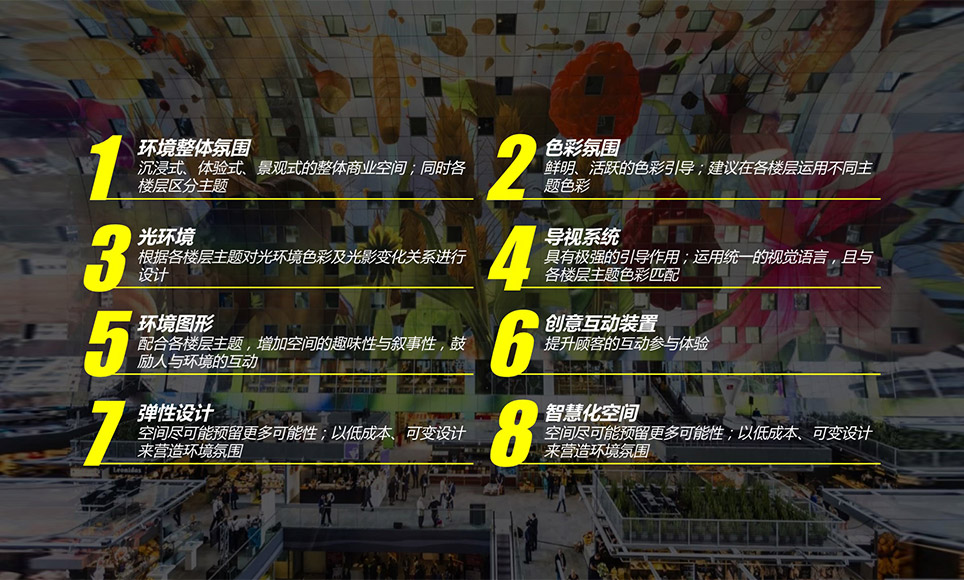 1 环境整体氛围
沉浸式、体验式、景观式的整体商业空间；同时各
楼层区分主题
2 色彩氛围
鲜明、活跃的色彩引导；建议在各楼层运用不同主
题色彩
3 光环境
根据各楼层主题对光环境色彩及光影变化关系进行
设计
4 导视系统
具有极强的引导作用；运用统一的视觉语言，且与
各楼层主题色彩匹配
5 环境图形
配合各楼层主题，增加空间的趣味性与叙事性，鼓
励人与环境的互动
6 创意互动装置
提升顾客的互动参与体验
7 弹性设计
空间尽可能预留更多可能性；以低成本、可变设计
来营造环境氛围
8 智慧化空间
空间尽可能预留更多可能性；以低成本、可变设计
来营造环境氛围
Leonidas